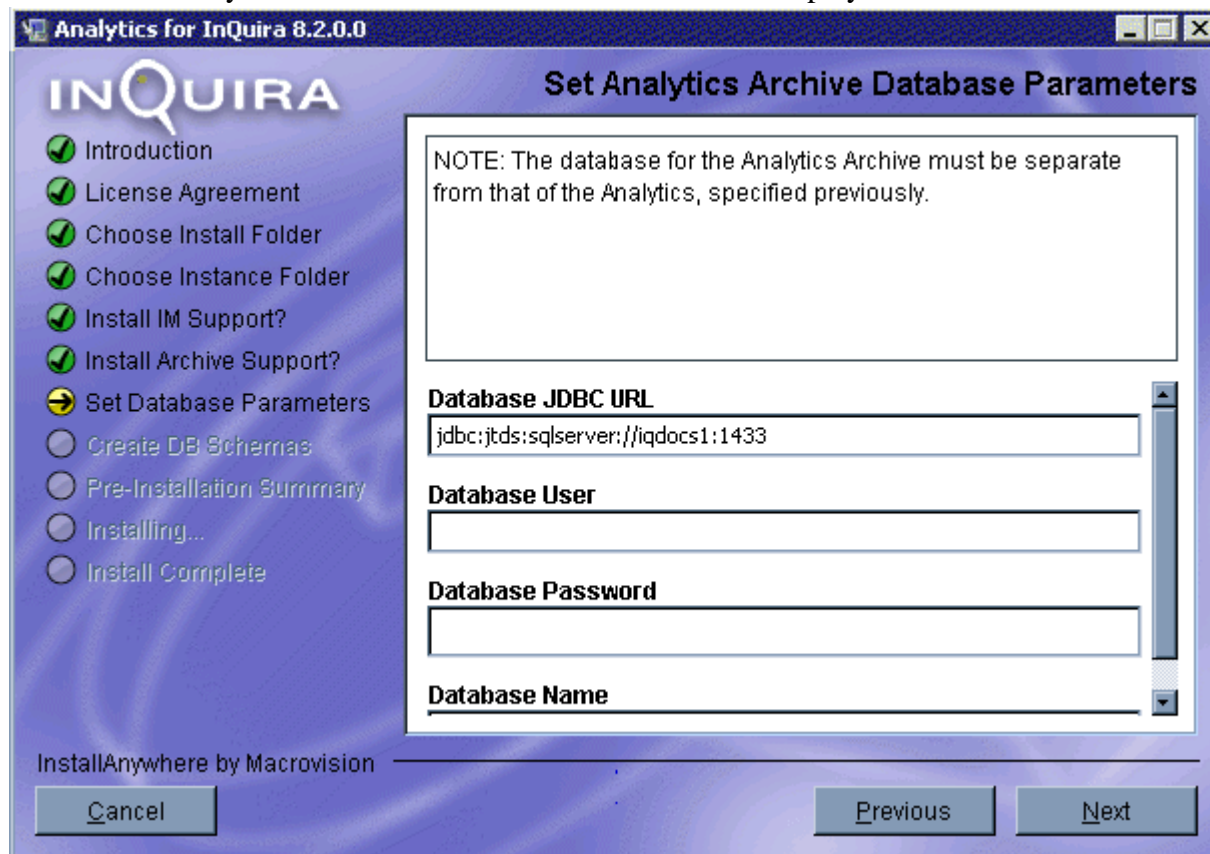 Analytics for InQuira 8.2.0.0
INQUIRA
Set Analytics Archive Database Parameters
Introduction
License Agreement
Choose Install Folder
Choose Instance Folder
Install IM Support?
Install Archive Support?
Set Database Parameters
Create DB Schemas
Pre-Installation Summary
Installing...
Install Complete
NOTE: The database for the Analytics Archive must be separate
from that of the Analytics, specified previously.
Database JDBC URL
jdbc:jtds:sqlserver://iqdocs1:1433
Database User
Database Password
Database Name
InstallAnywhere by Macrovision
Cancel
Previous
Next